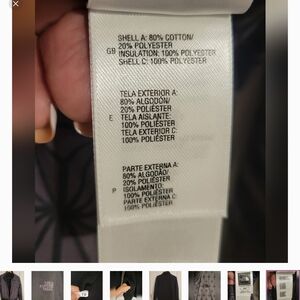 SHELL A: 80% COTTON/
20% POLYESTER
GB INSULATION: 100% POLYESTER
SHELL C: 100% POLYESTER
TELA EXTERIOR A:
80% ALGODÓN/
20% POLIÉSTER
E TELA AISLANTE:
100% POLIÉSTER
TELA EXTERIOR C:
100% POLIÉSTER
PARTE EXTERNA A:
80% ALGODÃO/
20% POLIÉSTER
P ISOLAMENTO:
100% POLIÉSTER
PARTE EXTERNA C:
100% POLIÉSTER